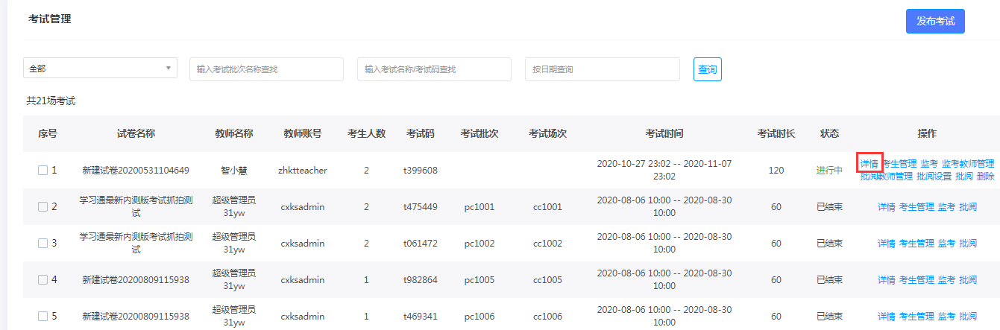 考试管理
发布考试
全部 输入考试批次名称查找 输入考试名称/考试码查找 按日期查询 查询
共21场考试
序号 试卷名称 教师名称 教师账号 考生人数 考试码 考试批次 考试场次 考试时间 考试时长 状态 操作
1 新建试卷20200531104649 智小慧 zhktteacher 2 t399608 2020-10-27 23:02 -- 2020-11-07 23:02 120 进行中 详情 考生管理 监考 监考教师管理
批阅教师管理 批阅设置 批阅 删除
2 学习通最新内测版考试抓拍测试 超级管理员31yw cxksadmin 2 t475449 pc1001 cc1001 2020-08-06 10:00 -- 2020-08-30 10:00 60 已结束 详情 考生管理 监考 批阅
3 学习通最新内测版考试抓拍测试 超级管理员31yw cxksadmin 2 t061472 pc1002 cc1002 2020-08-06 10:00 -- 2020-08-30 10:00 60 已结束 详情 考生管理 监考 批阅
4 新建试卷20200809115938 超级管理员31yw cxksadmin 1 t982864 pc1005 cc1005 2020-08-06 10:00 -- 2020-08-30 10:00 60 已结束 详情 考生管理 监考 批阅
5 新建试卷20200809115938 超级管理员31yw cxksadmin 1 t469341 pc1006 cc1006 2020-08-06 10:00 -- 2020-08-30 10:00 60 已结束 详情 考生管理 监考 批阅